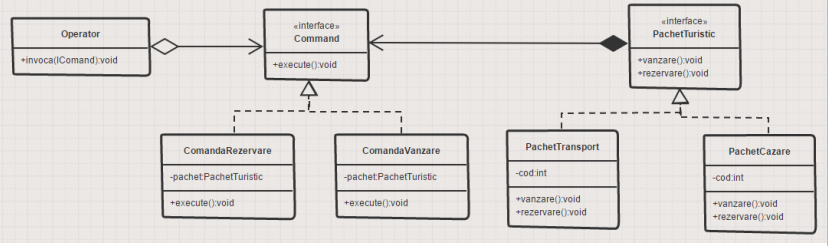 Operator
+invoca(IComand):void
«interface»
Command
+execute():void
«interface»
PachetTuristic
+vanzare():void
+rezervare():void
ComandaRezervare
-pachet:PachetTuristic
+execute():void
ComandaVanzare
-pachet:PachetTuristic
+execute():void
PachetTransport
-cod:int
+vanzare():void
+rezervare():void
PachetCazare
-cod:int
+vanzare():void
+rezervare():void